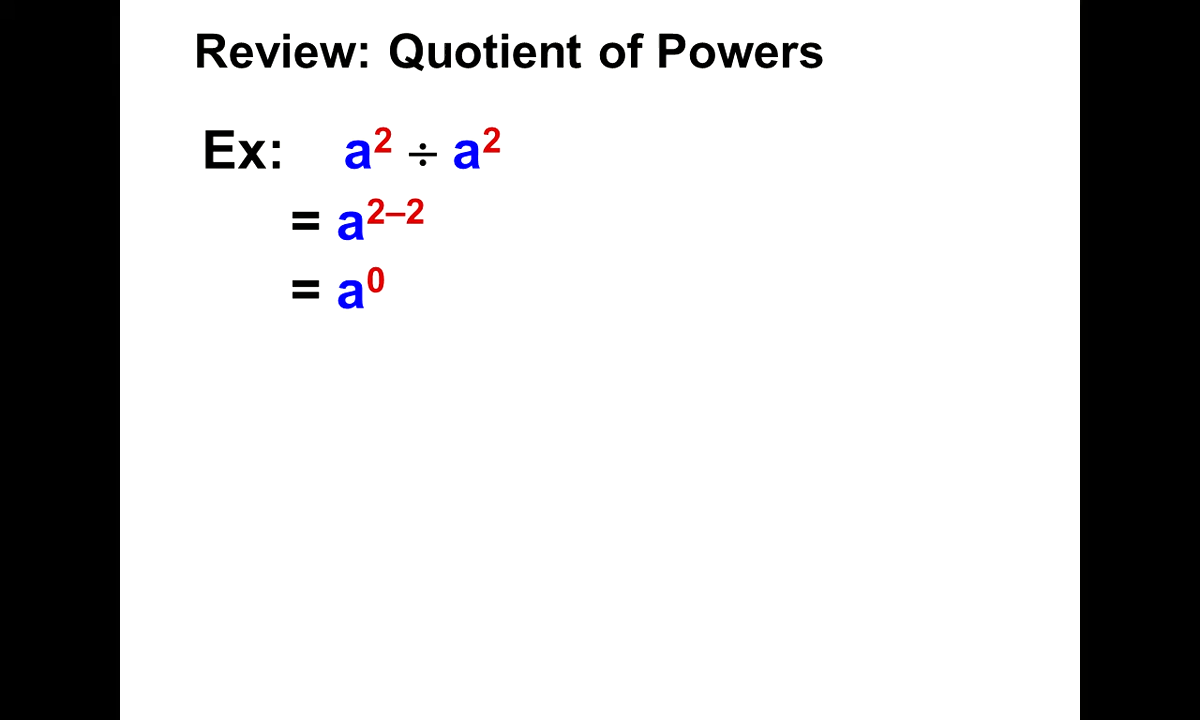 Review: Quotient of Powers
Ex: a² ÷ a²
= a²⁻²
= a⁰